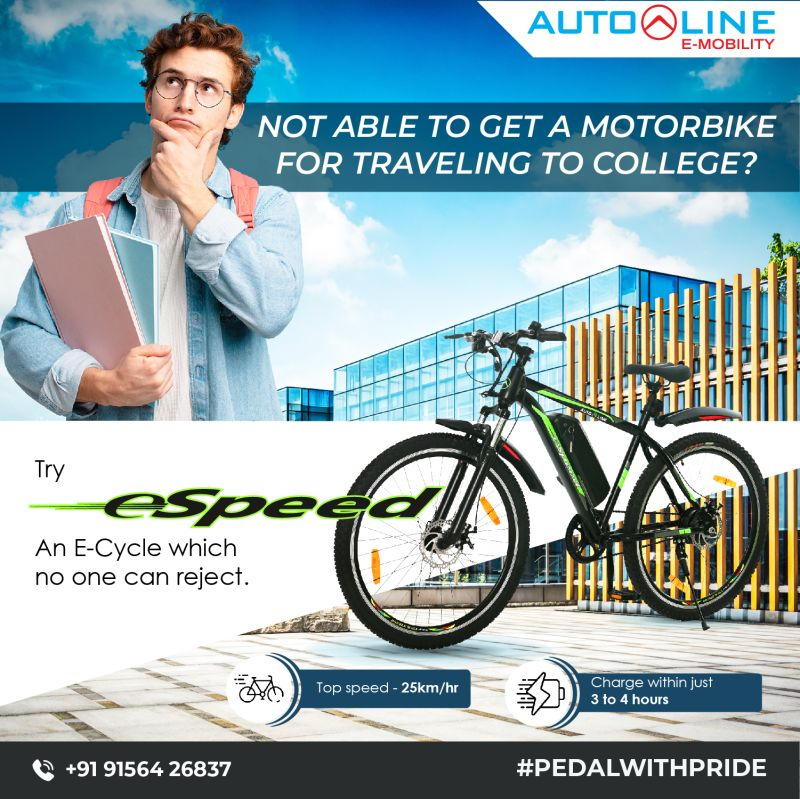 AUTOLINE
E-MOBILITY
NOT ABLE TO GET A MOTORBIKE
FOR TRAVELING TO COLLEGE?
Try
eSpeed
An E-Cycle which
no one can reject.
Top speed - 25km/hr
Charge within just
3 to 4 hours
+91 91564 26837
#PEDALWITHPRIDE